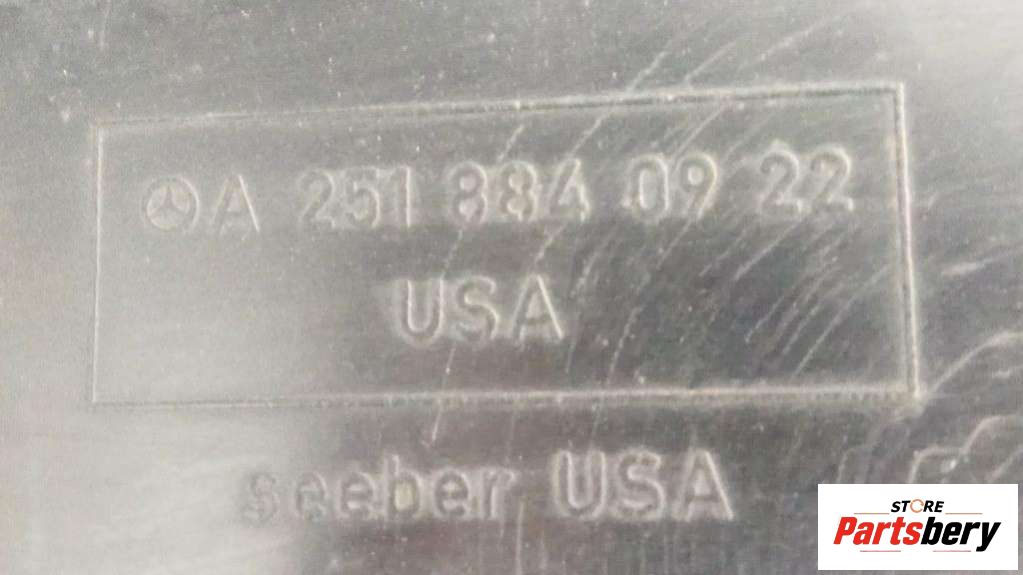 A 251 884 09 22
USA
seeber USA
STORE
Partsbery